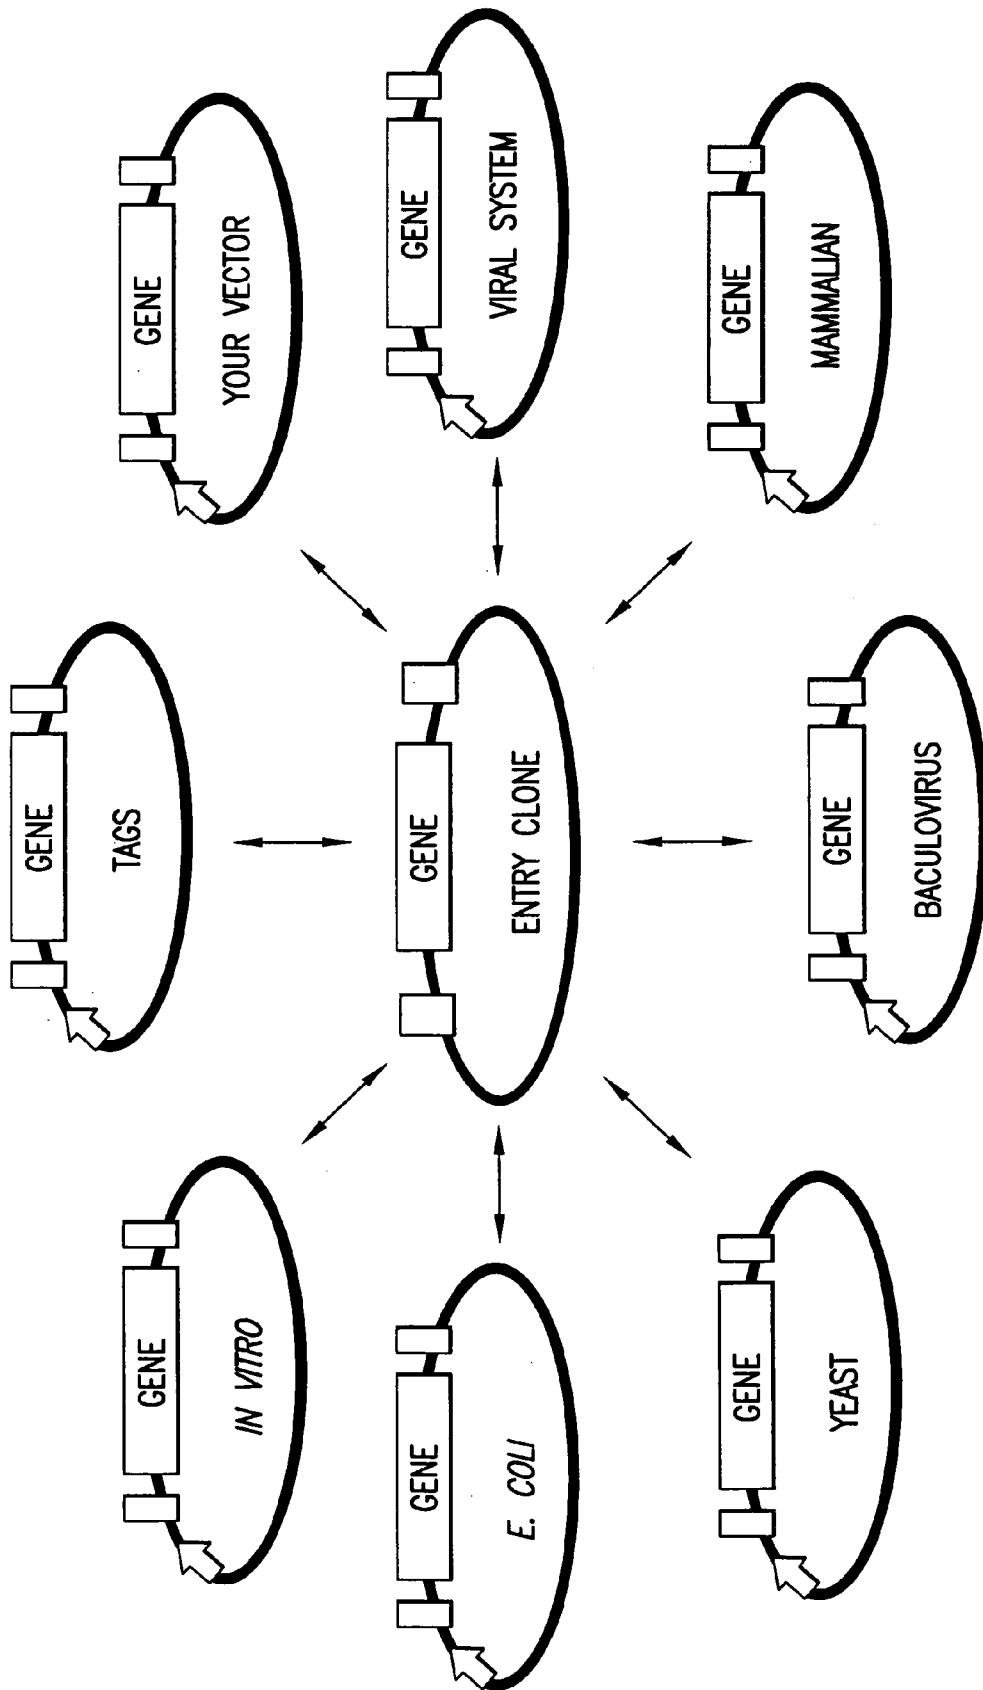 GENE
TAGS
GENE
IN VITRO
GENE
YOUR VECTOR
GENE
E. COLI
GENE
ENTRY CLONE
GENE
VIRAL SYSTEM
GENE
YEAST
GENE
BACULOVIRUS
GENE
MAMMALIAN